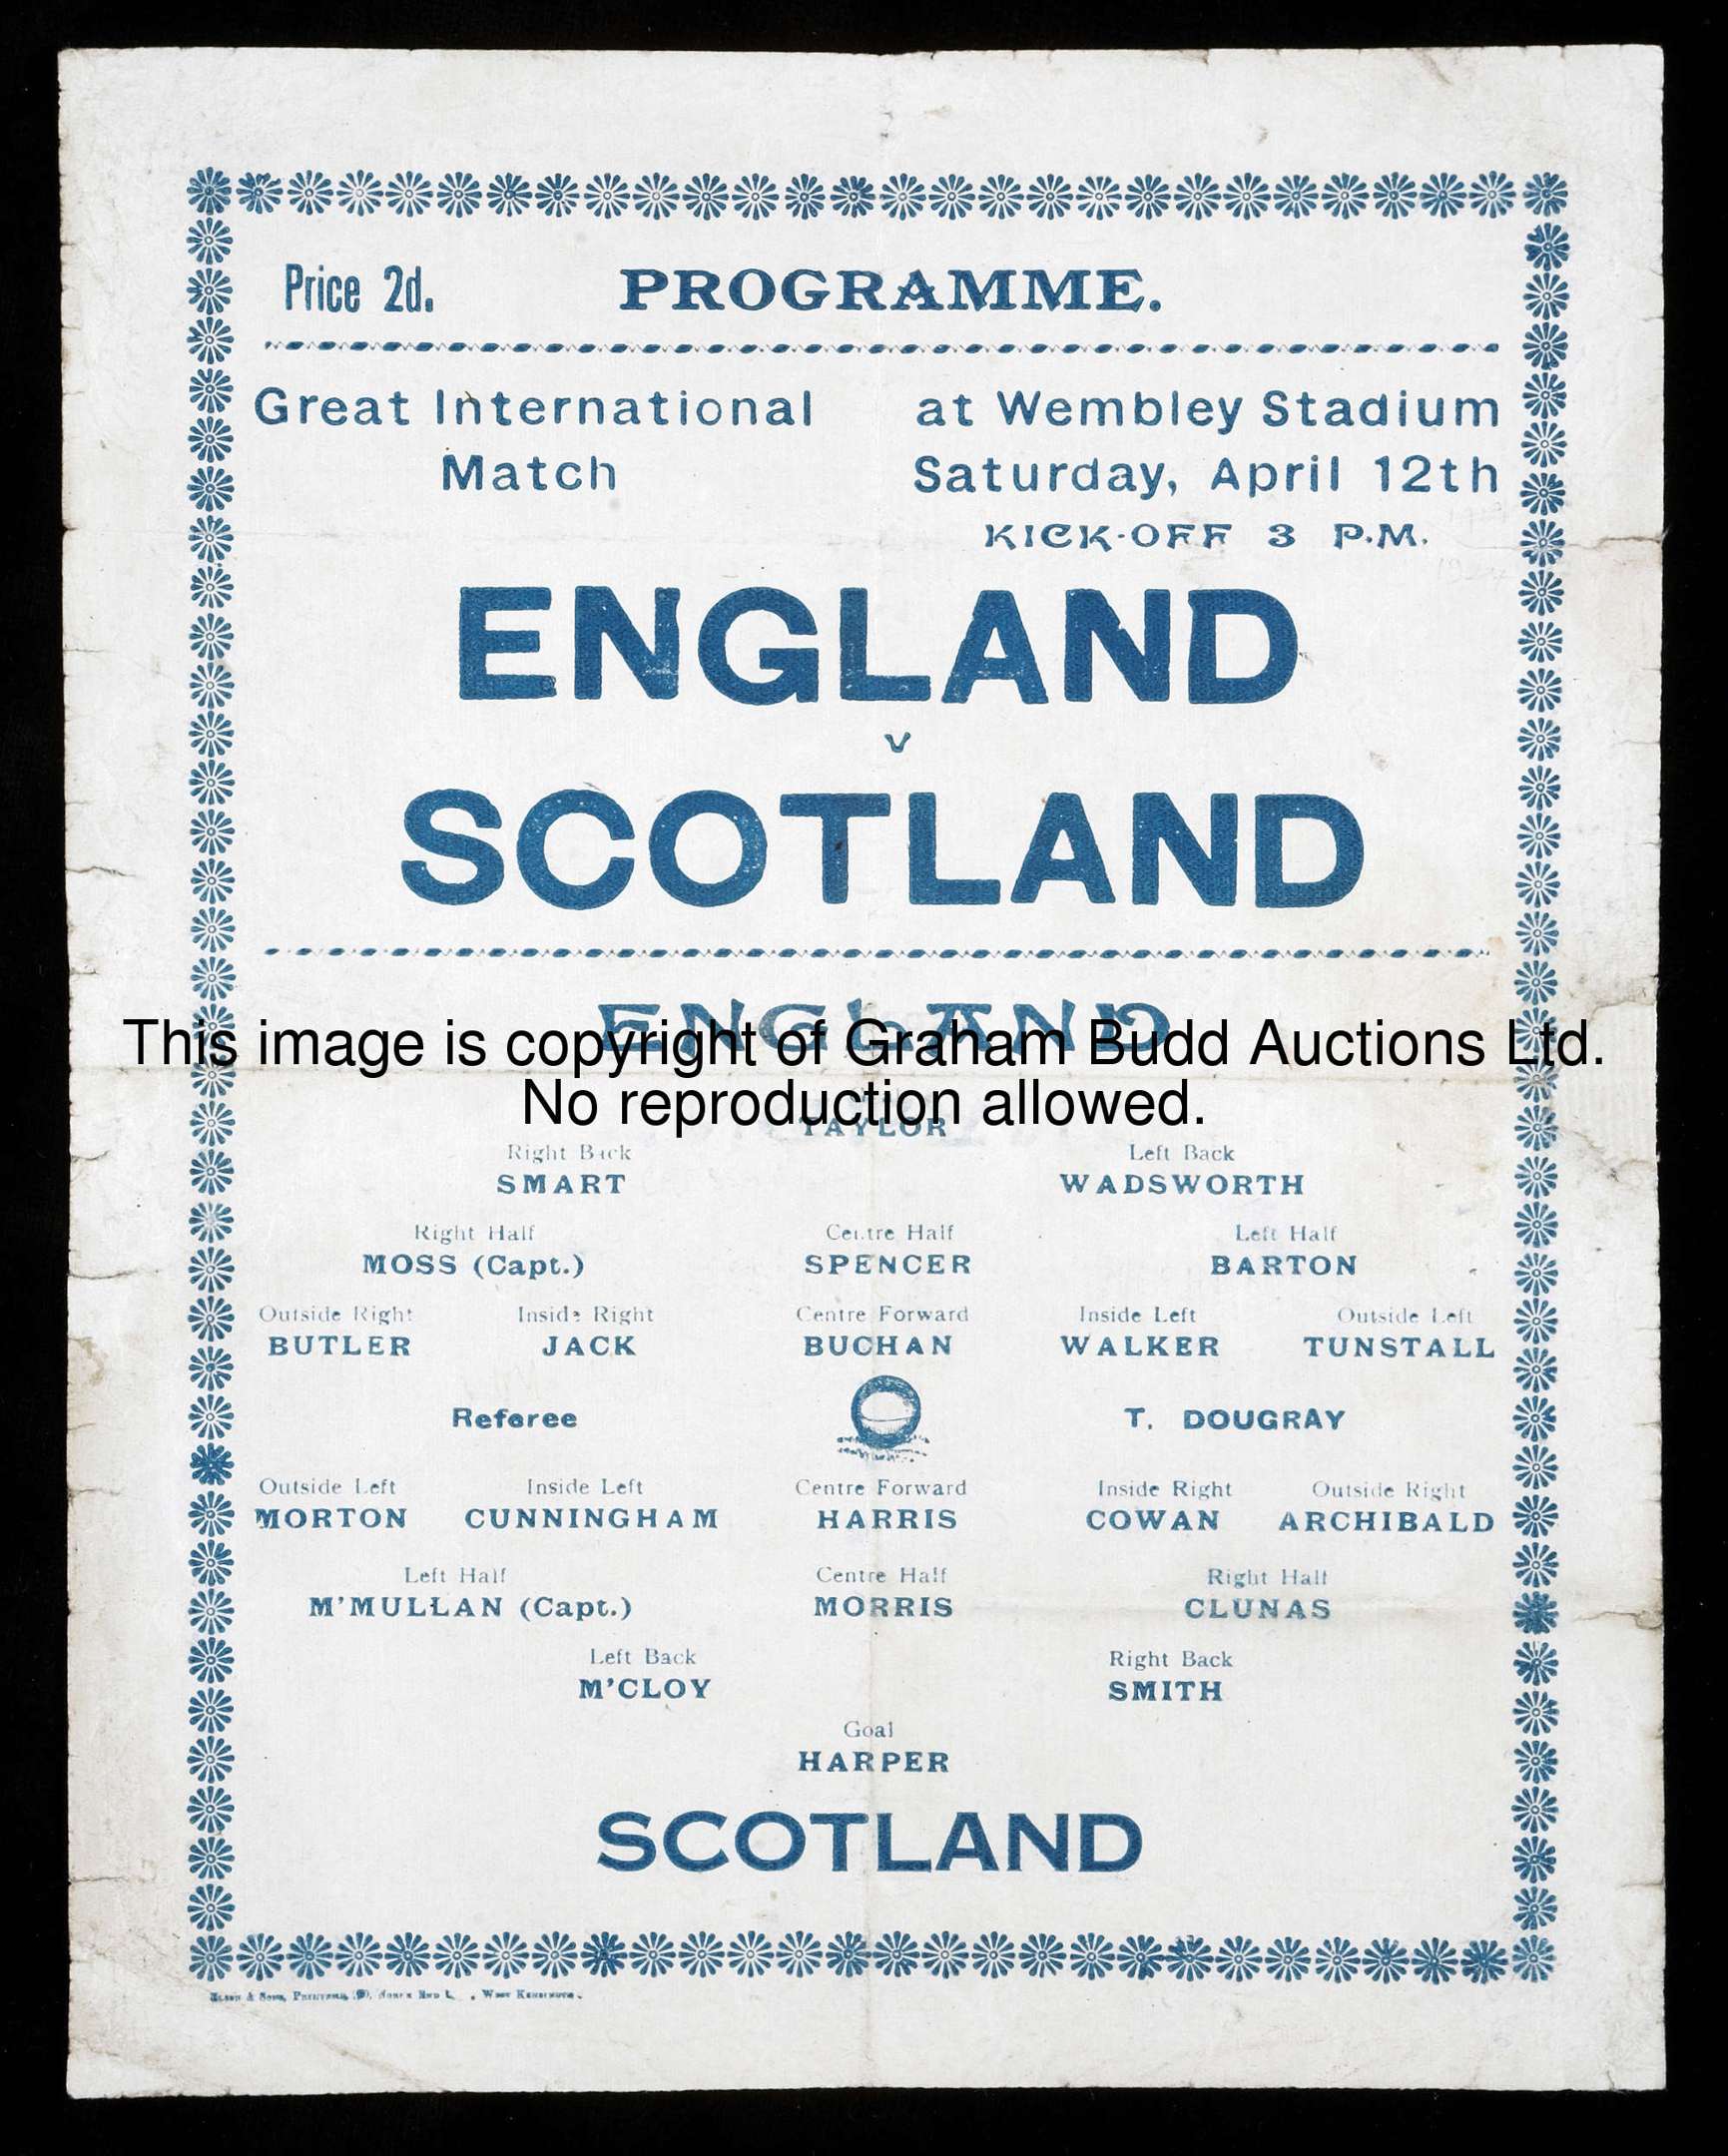 Price 2d. PROGRAMME.
Great International at Wembley Stadium
Match Saturday, April 12th
KICK-OFF 3 P.M.
ENGLAND
v
SCOTLAND
ENGLAND
This image is copyright of Graham Budd Auctions Ltd.
No reproduction allowed.
TAYLOR
Right Back Left Back
SMART WADSWORTH
Right Half Centre Half Left Half
MOSS (Capt.) SPENCER BARTON
Outside Right Inside Right Centre Forward Inside Left Outside Left
BUTLER JACK BUCHAN WALKER TUNSTALL
Referee T. DOUGRAY
Outside Left Inside Left Centre Forward Inside Right Outside Right
MORTON CUNNINGHAM HARRIS COWAN ARCHIBALD
Left Half Centre Half Right Half
M'MULLAN (Capt.) MORRIS CLUNAS
Left Back Right Back
M'CLOY SMITH
Goal
HARPER
SCOTLAND
& Sons, Printers, West